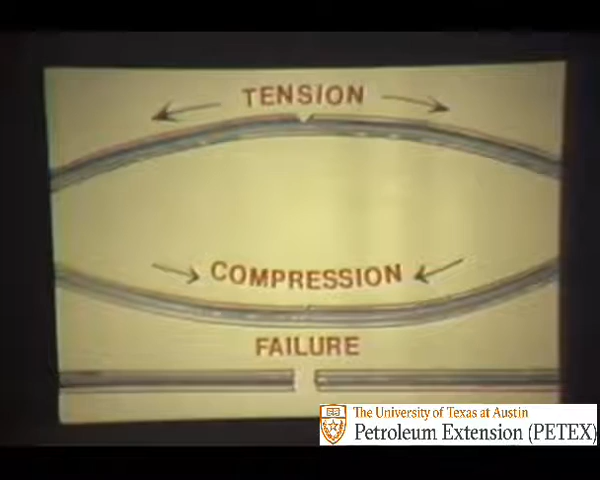 TENSION
COMPRESSION
FAILURE
The University of Texas at Austin
Petroleum Extension (PETEX)